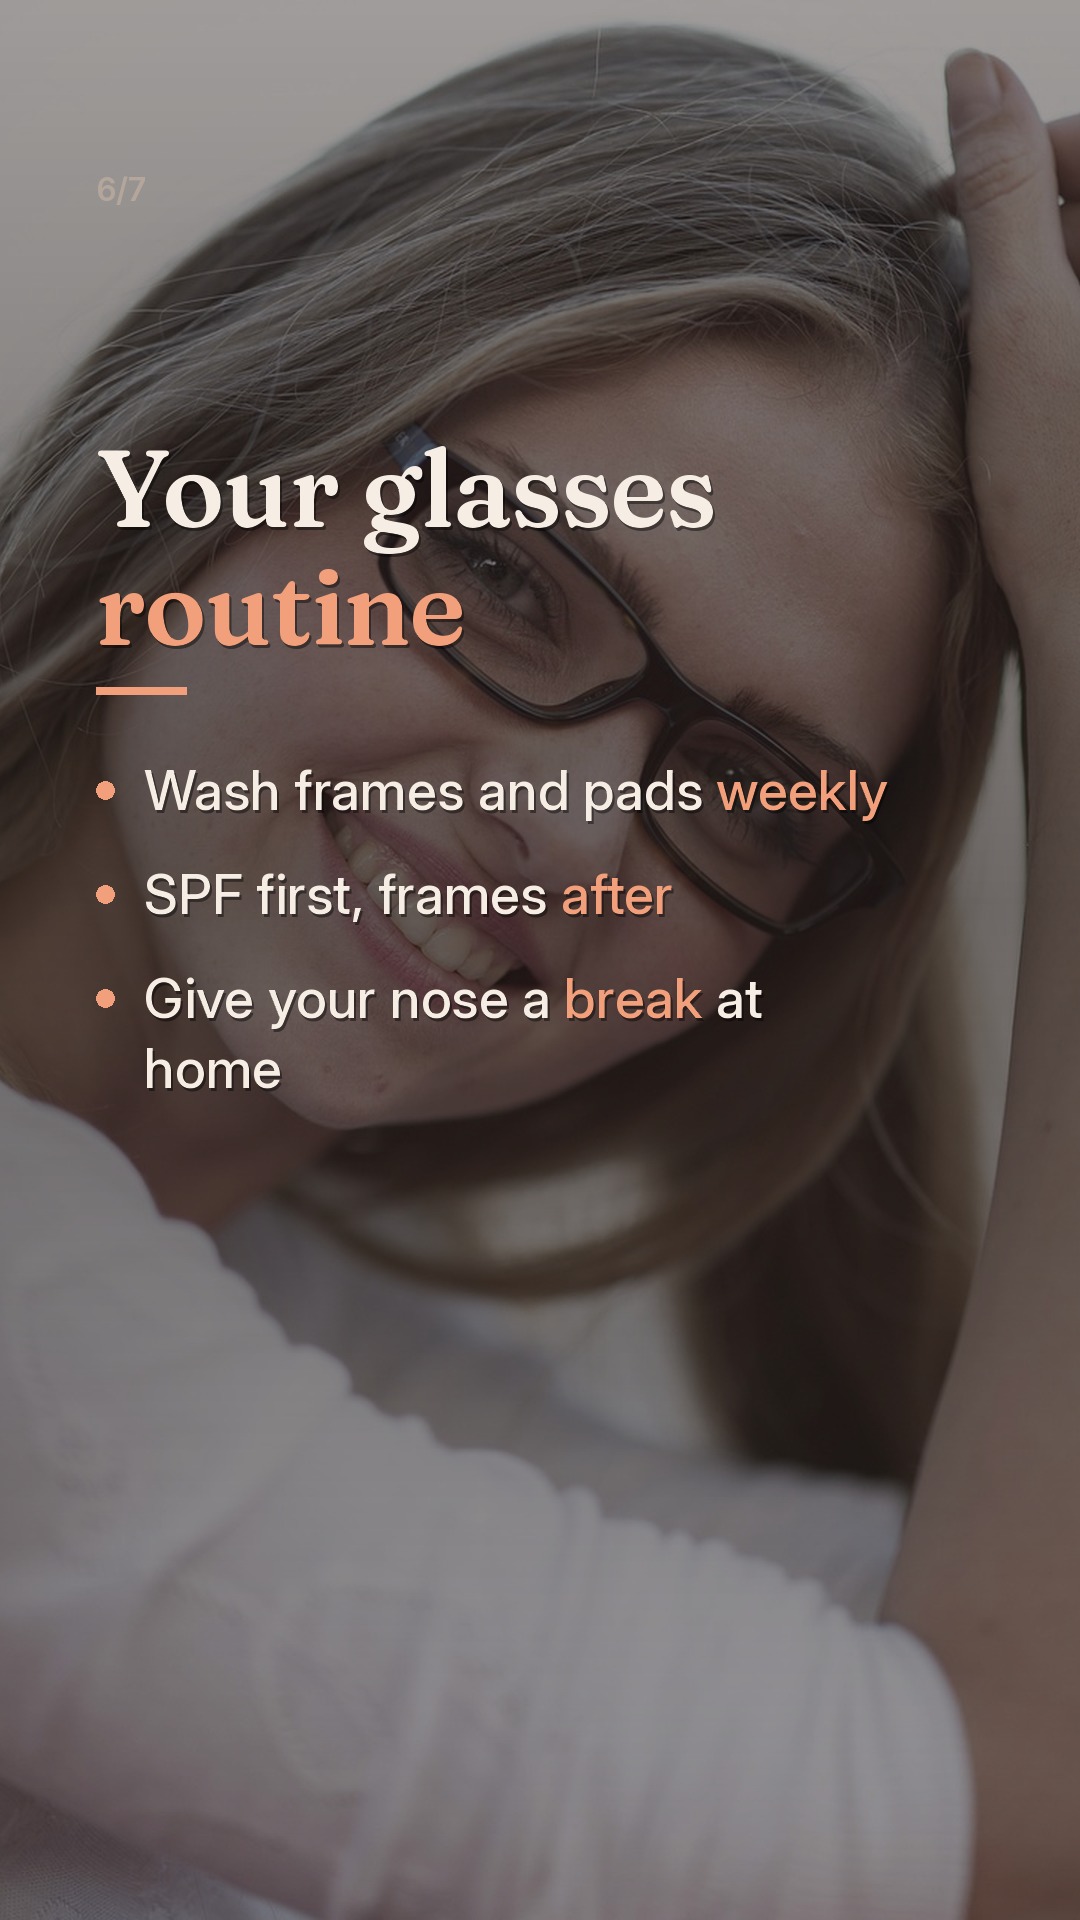 6/7
Your glasses
routine
Wash frames and pads weekly
SPF first, frames after
Give your nose a break at
home